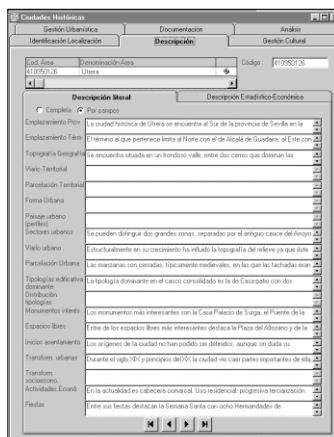 Ciudades Históricas
Gestión Urbanística
Documentación
Análisis
Identificación Localización
Descripción
Gestión Cultural
Cod. Area
Denominación Area
Código :
410950126
410950126
Utrera
Descripción literal
Descripción Estadístico-Económica
Completa
Por campos
Emplazamiento Prov
La ciudad histórica de Utrera se encuentra al Sur de la provincia de Sevilla en la
Emplazamiento Térm
El término al que pertenece limita al Norte con el de Alcalá de Guadaira; al Este con
Topografía Geografía
Se encuentra situada en un frondoso valle, entre dos cerros que dominan las
Viario Territorial
Parcelación Territorial
Forma Urbana
Paisaje urbano
(perfiles)
Sectores urbanos
Se pueden distinguir dos grandes zonas, separadas por el antiguo cauce del Arroyo
Viario urbano
Estructuralmente en su crecimiento ha influido la topografía del relieve ya que éste
Parcelación Urbana
Las manzanas son cerradas, típicamente medievales, en las que las fachadas eran
Tipologías edificativa
dominante
La tipología dominante en el casco consolidado es la de Casa-patio con dos
Distribución
tipologías
Monumentos interés
Los monumentos más interesantes son la Casa Palacio de Surga, el Puente de la
Espacios libres
Entre de los espacios libres más interesantes destaca la Plaza del Altozano y de la
Inicios asentamiento
Los orígenes de la ciudad no han podido ser definidos, aunque sin duda su
Transform. urbanas
Durante el siglo XIX y principios del XX la ciudad vio caer partes importantes de ella,
Transform.
socioecono.
Actividades Econó.
En la actualidad es cabecera comarcal. Uso residencial; progresiva terciarización
Fiestas
Entre sus fiestas destacan la Semana Santa con ocho Hermandades de